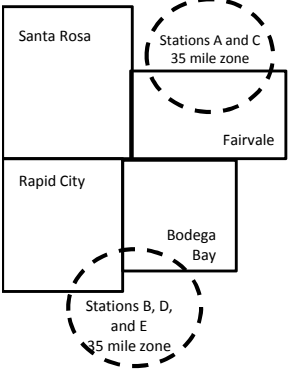 Santa Rosa
Stations A and C
35 mile zone
Fairvale
Rapid City
Bodega
Bay
Stations B, D,
and E
35 mile zone